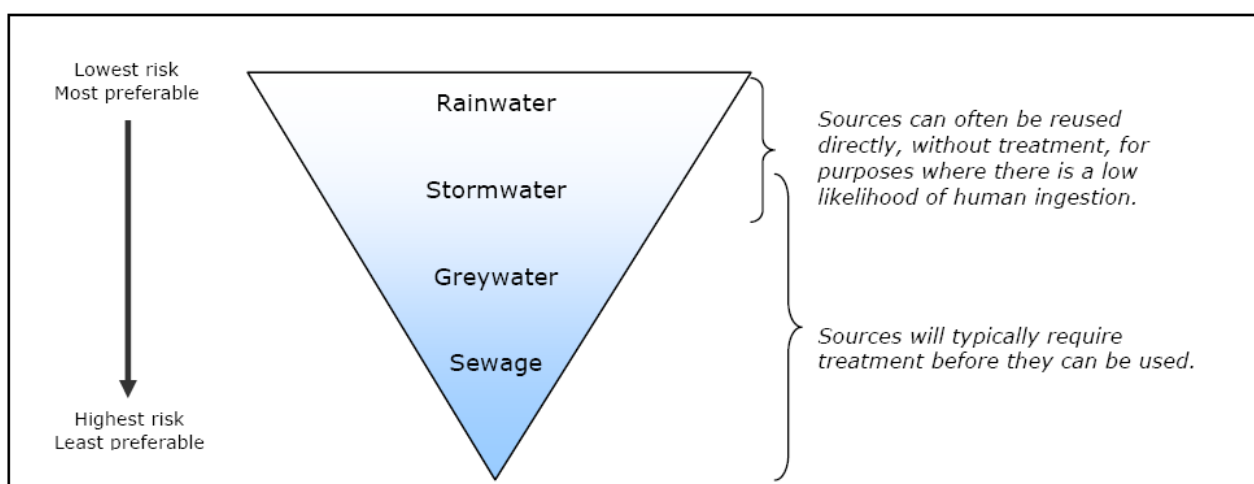 Lowest risk
Most preferable
Rainwater
Stormwater
Greywater
Sewage
Highest risk
Least preferable
Sources can often be reused
directly, without treatment, for
purposes where there is a low
likelihood of human ingestion.
Sources will typically require
treatment before they can be used.